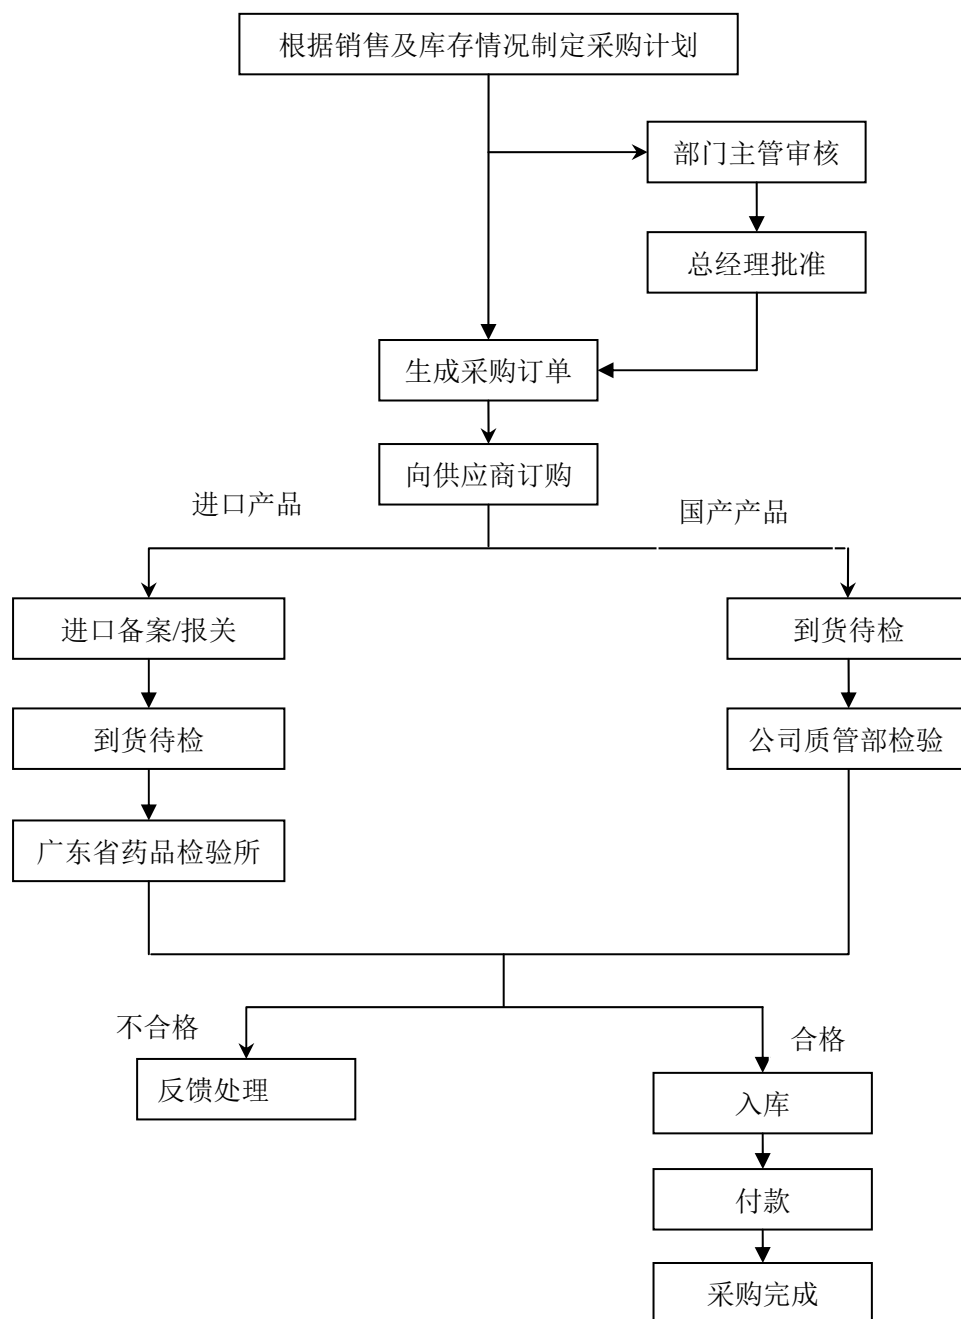 根据销售及库存情况制定采购计划
部门主管审核
总经理批准
生成采购订单
向供应商订购
进口产品
国产产品
进口备案/报关
到货待检
到货待检
公司质管部检验
广东省药品检验所
不合格
合格
反馈处理
入库
付款
采购完成